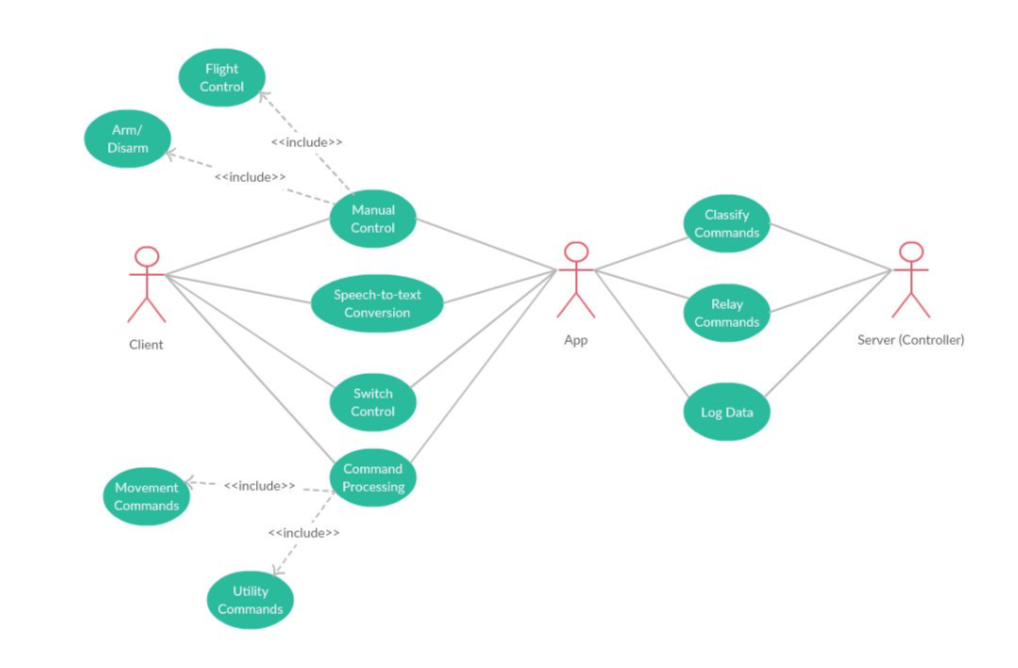 Flight
Control
Arm/
Disarm
<<include>>
<<include>>
Manual
Control
Classify
Commands
Speech-to-text
Conversion
Relay
Commands
Client
App
Server (Controller)
Switch
Control
Log Data
Command
Processing
Movement
Commands
<<include>>
<<include>>
Utility
Commands